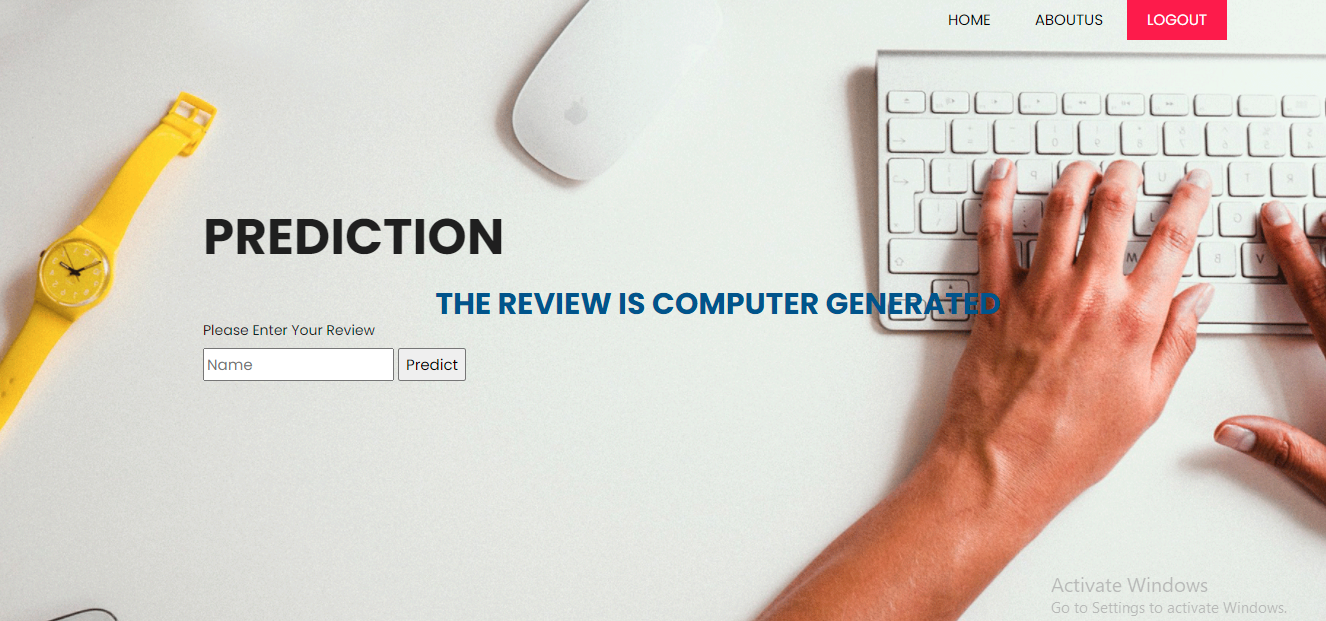 HOME ABOUTUS LOGOUT
PREDICTION
THE REVIEW IS COMPUTER GENERATED
Please Enter Your Review
Name Predict
Activate Windows
Go to Settings to activate Windows.